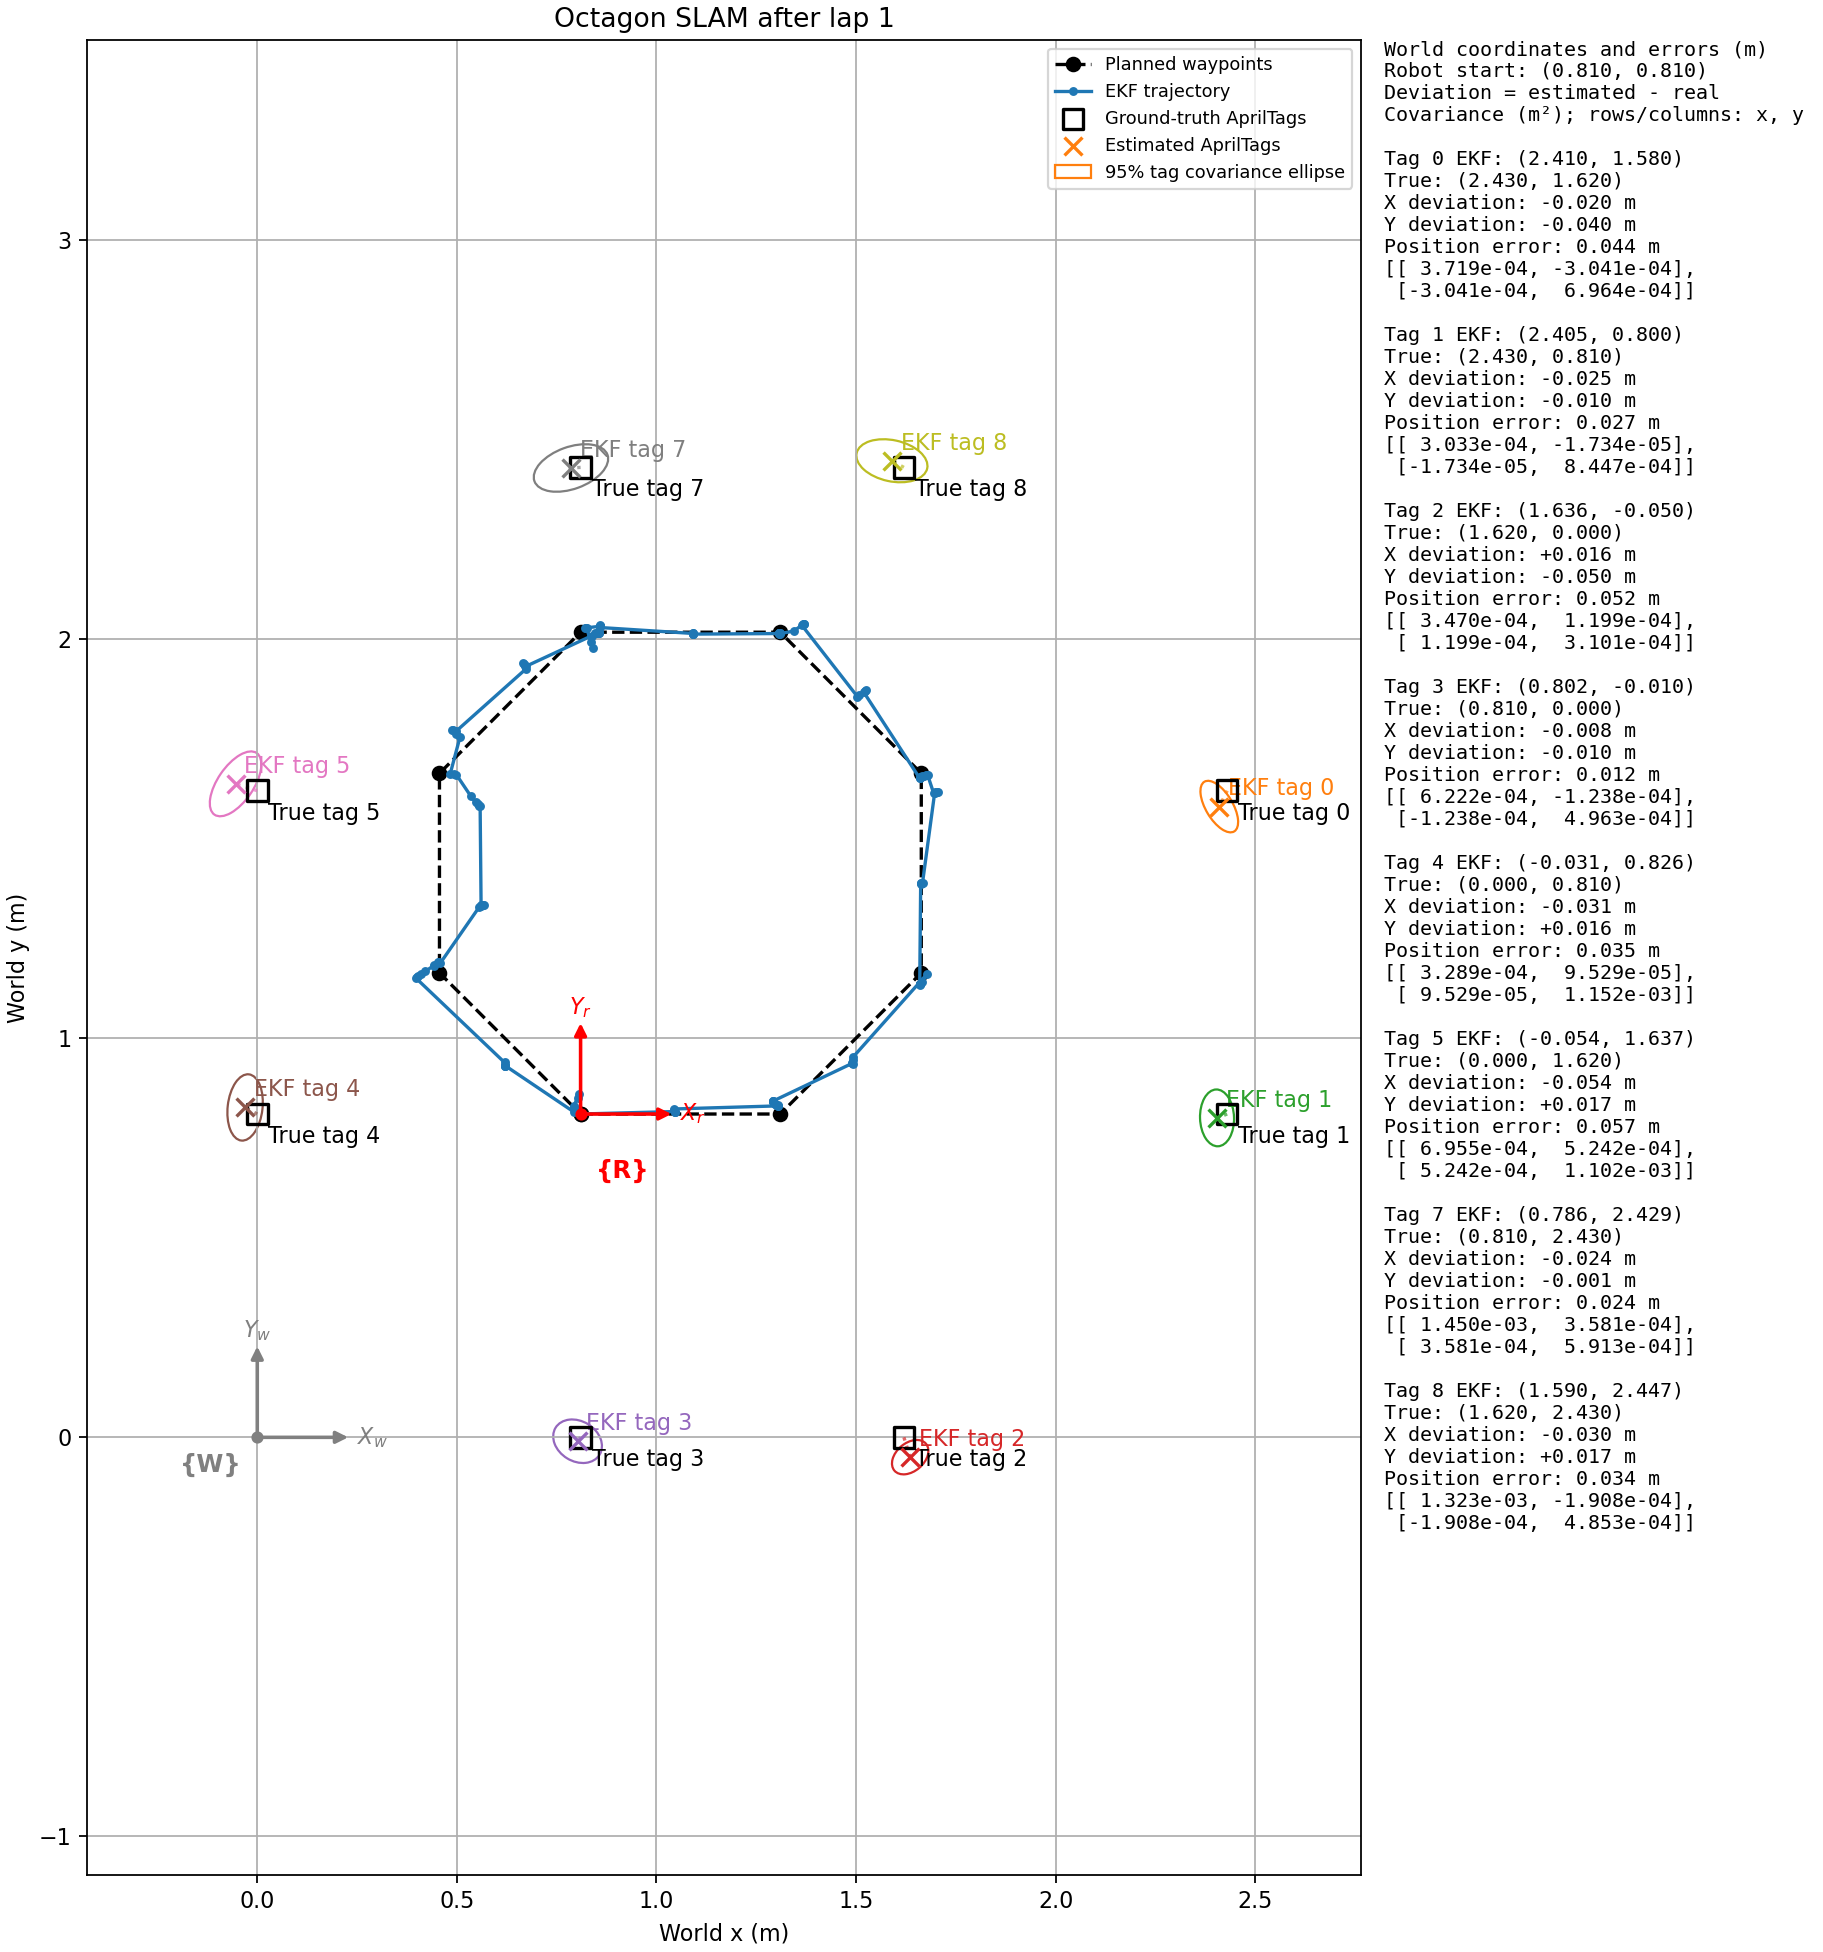 Octagon SLAM after lap 1
Planned waypoints
EKF trajectory
Ground-truth AprilTags
Estimated AprilTags
95% tag covariance ellipse
World y (m)
3
2
1
0
−1
EKF tag 7
True tag 7
EKF tag 8
True tag 8
EKF tag 5
True tag 5
EKF tag 0
True tag 0
EKF tag 4
True tag 4
Yr
Xr
{R}
EKF tag 1
True tag 1
Yw
Xw
{W}
EKF tag 3
True tag 3
EKF tag 2
True tag 2
0.0
0.5
1.0
1.5
2.0
2.5
World x (m)
World coordinates and errors (m)
Robot start: (0.810, 0.810)
Deviation = estimated - real
Covariance (m²); rows/columns: x, y
Tag 0 EKF: (2.410, 1.580)
True: (2.430, 1.620)
X deviation: -0.020 m
Y deviation: -0.040 m
Position error: 0.044 m
[[ 3.719e-04, -3.041e-04],
[-3.041e-04,  6.964e-04]]
Tag 1 EKF: (2.405, 0.800)
True: (2.430, 0.810)
X deviation: -0.025 m
Y deviation: -0.010 m
Position error: 0.027 m
[[ 3.033e-04, -1.734e-05],
[-1.734e-05,  8.447e-04]]
Tag 2 EKF: (1.636, -0.050)
True: (1.620, 0.000)
X deviation: +0.016 m
Y deviation: -0.050 m
Position error: 0.052 m
[[ 3.470e-04,  1.199e-04],
[ 1.199e-04,  3.101e-04]]
Tag 3 EKF: (0.802, -0.010)
True: (0.810, 0.000)
X deviation: -0.008 m
Y deviation: -0.010 m
Position error: 0.012 m
[[ 6.222e-04, -1.238e-04],
[-1.238e-04,  4.963e-04]]
Tag 4 EKF: (-0.031, 0.826)
True: (0.000, 0.810)
X deviation: -0.031 m
Y deviation: +0.016 m
Position error: 0.035 m
[[ 3.289e-04,  9.529e-05],
[ 9.529e-05,  1.152e-03]]
Tag 5 EKF: (-0.054, 1.637)
True: (0.000, 1.620)
X deviation: -0.054 m
Y deviation: +0.017 m
Position error: 0.057 m
[[ 6.955e-04,  5.242e-04],
[ 5.242e-04,  1.102e-03]]
Tag 7 EKF: (0.786, 2.429)
True: (0.810, 2.430)
X deviation: -0.024 m
Y deviation: -0.001 m
Position error: 0.024 m
[[ 1.450e-03,  3.581e-04],
[ 3.581e-04,  5.913e-04]]
Tag 8 EKF: (1.590, 2.447)
True: (1.620, 2.430)
X deviation: -0.030 m
Y deviation: +0.017 m
Position error: 0.034 m
[[ 1.323e-03, -1.908e-04],
[-1.908e-04,  4.853e-04]]